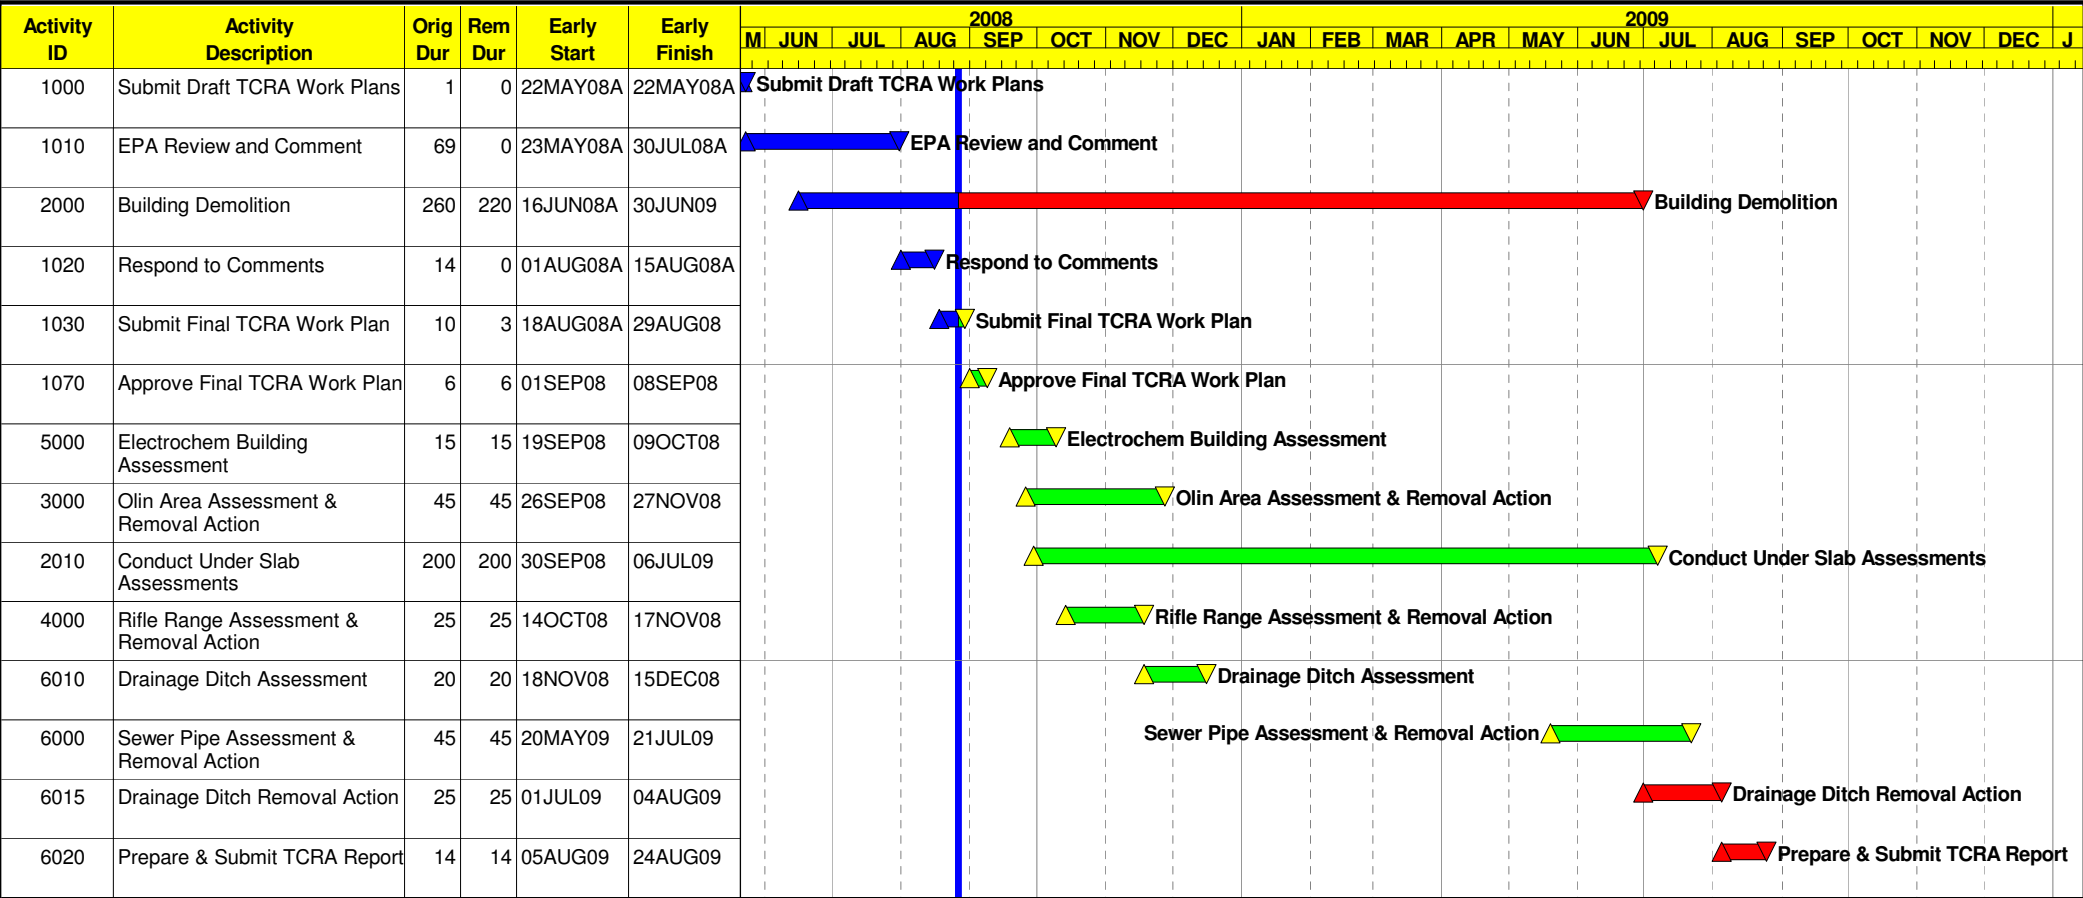 Activity ID Activity Description Orig Dur Rem Dur Early Start Early Finish
2008 2009
M JUN JUL AUG SEP OCT NOV DEC JAN FEB MAR APR MAY JUN JUL AUG SEP OCT NOV DEC J
1000 Submit Draft TCRA Work Plans 1 0 22MAY08A 22MAY08A Submit Draft TCRA Work Plans
1010 EPA Review and Comment 69 0 23MAY08A 30JUL08A EPA Review and Comment
2000 Building Demolition 260 220 16JUN08A 30JUN09 Building Demolition
1020 Respond to Comments 14 0 01AUG08A 15AUG08A Respond to Comments
1030 Submit Final TCRA Work Plan 10 3 18AUG08A 29AUG08 Submit Final TCRA Work Plan
1070 Approve Final TCRA Work Plan 6 6 01SEP08 08SEP08 Approve Final TCRA Work Plan
5000 Electrochem Building Assessment 15 15 19SEP08 09OCT08 Electrochem Building Assessment
3000 Olin Area Assessment & Removal Action 45 45 26SEP08 27NOV08 Olin Area Assessment & Removal Action
2010 Conduct Under Slab Assessments 200 200 30SEP08 06JUL09 Conduct Under Slab Assessments
4000 Rifle Range Assessment & Removal Action 25 25 14OCT08 17NOV08 Rifle Range Assessment & Removal Action
6010 Drainage Ditch Assessment 20 20 18NOV08 15DEC08 Drainage Ditch Assessment
6000 Sewer Pipe Assessment & Removal Action 45 45 20MAY09 21JUL09 Sewer Pipe Assessment & Removal Action
6015 Drainage Ditch Removal Action 25 25 01JUL09 04AUG09 Drainage Ditch Removal Action
6020 Prepare & Submit TCRA Report 14 14 05AUG09 24AUG09 Prepare & Submit TCRA Report